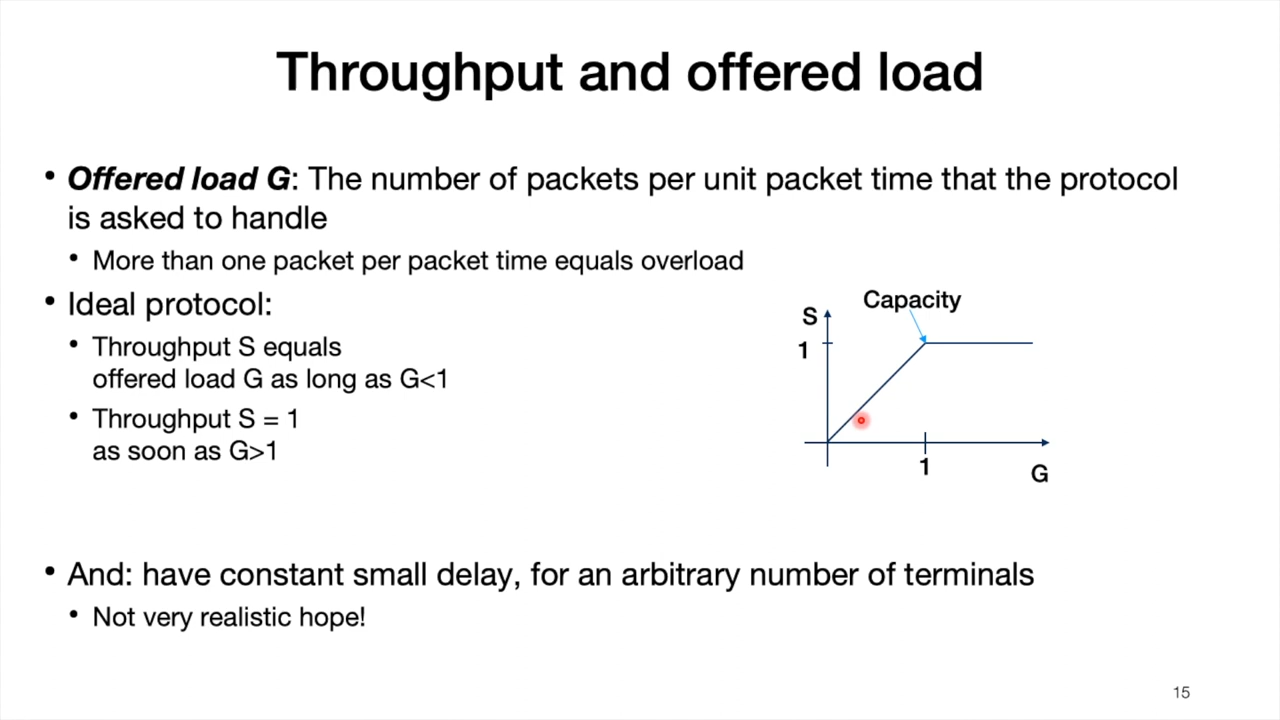 Throughput and offered load
• Offered load G: The number of packets per unit packet time that the protocol
is asked to handle
• More than one packet per packet time equals overload
• Ideal protocol:
• Throughput S equals
offered load G as long as G<1
• Throughput S = 1
as soon as G>1
Capacity
S
1
1
G
• And: have constant small delay, for an arbitrary number of terminals
• Not very realistic hope!
15